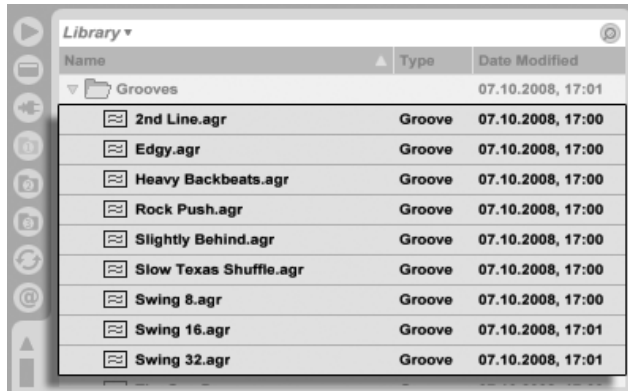 Library
Name Type Date Modified
Grooves 07.10.2008, 17:01
2nd Line.agr Groove 07.10.2008, 17:00
Edgy.agr Groove 07.10.2008, 17:00
Heavy Backbeats.agr Groove 07.10.2008, 17:00
Rock Push.agr Groove 07.10.2008, 17:00
Slightly Behind.agr Groove 07.10.2008, 17:00
Slow Texas Shuffle.agr Groove 07.10.2008, 17:00
Swing 8.agr Groove 07.10.2008, 17:00
Swing 16.agr Groove 07.10.2008, 17:01
Swing 32.agr Groove 07.10.2008, 17:01